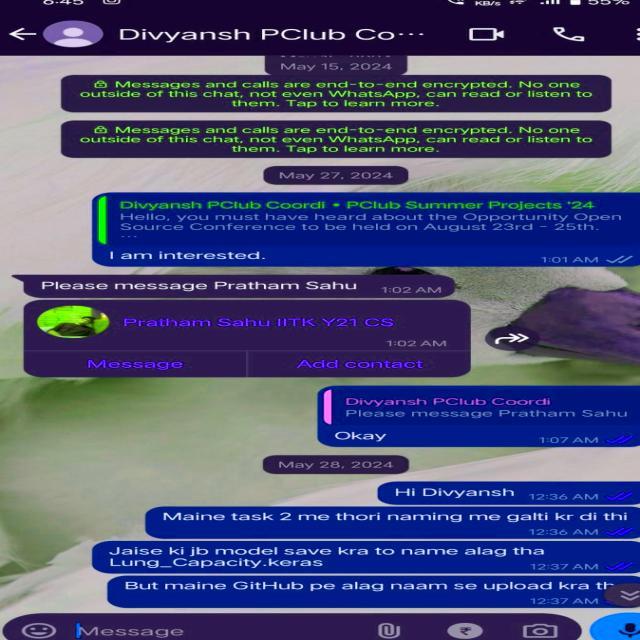 6:45
KB/s
55%
Divyansh PClub Co...
May 15, 2024
Messages and calls are end-to-end encrypted. No one
outside of this chat, not even WhatsApp, can read or listen to
them. Tap to learn more.
Messages and calls are end-to-end encrypted. No one
outside of this chat, not even WhatsApp, can read or listen to
them. Tap to learn more.
May 27, 2024
Divyansh PClub Coordi • PClub Summer Projects '24
Hello, you must have heard about the Opportunity Open
Source Conference to be held on August 23rd - 25th.
...
I am interested.
1:01 AM
Please message Pratham Sahu
1:02 AM
Pratham Sahu IITK Y21 CS
1:02 AM
Message
Add contact
Divyansh PClub Coordi
Please message Pratham Sahu
Okay
1:07 AM
May 28, 2024
Hi Divyansh
12:36 AM
Maine task 2 me thori naming me galti kr di thi
12:36 AM
Jaise ki jb model save kra to name alag tha
Lung_Capacity.keras
12:37 AM
But maine GitHub pe alag naam se upload kra
12:37 AM
Message